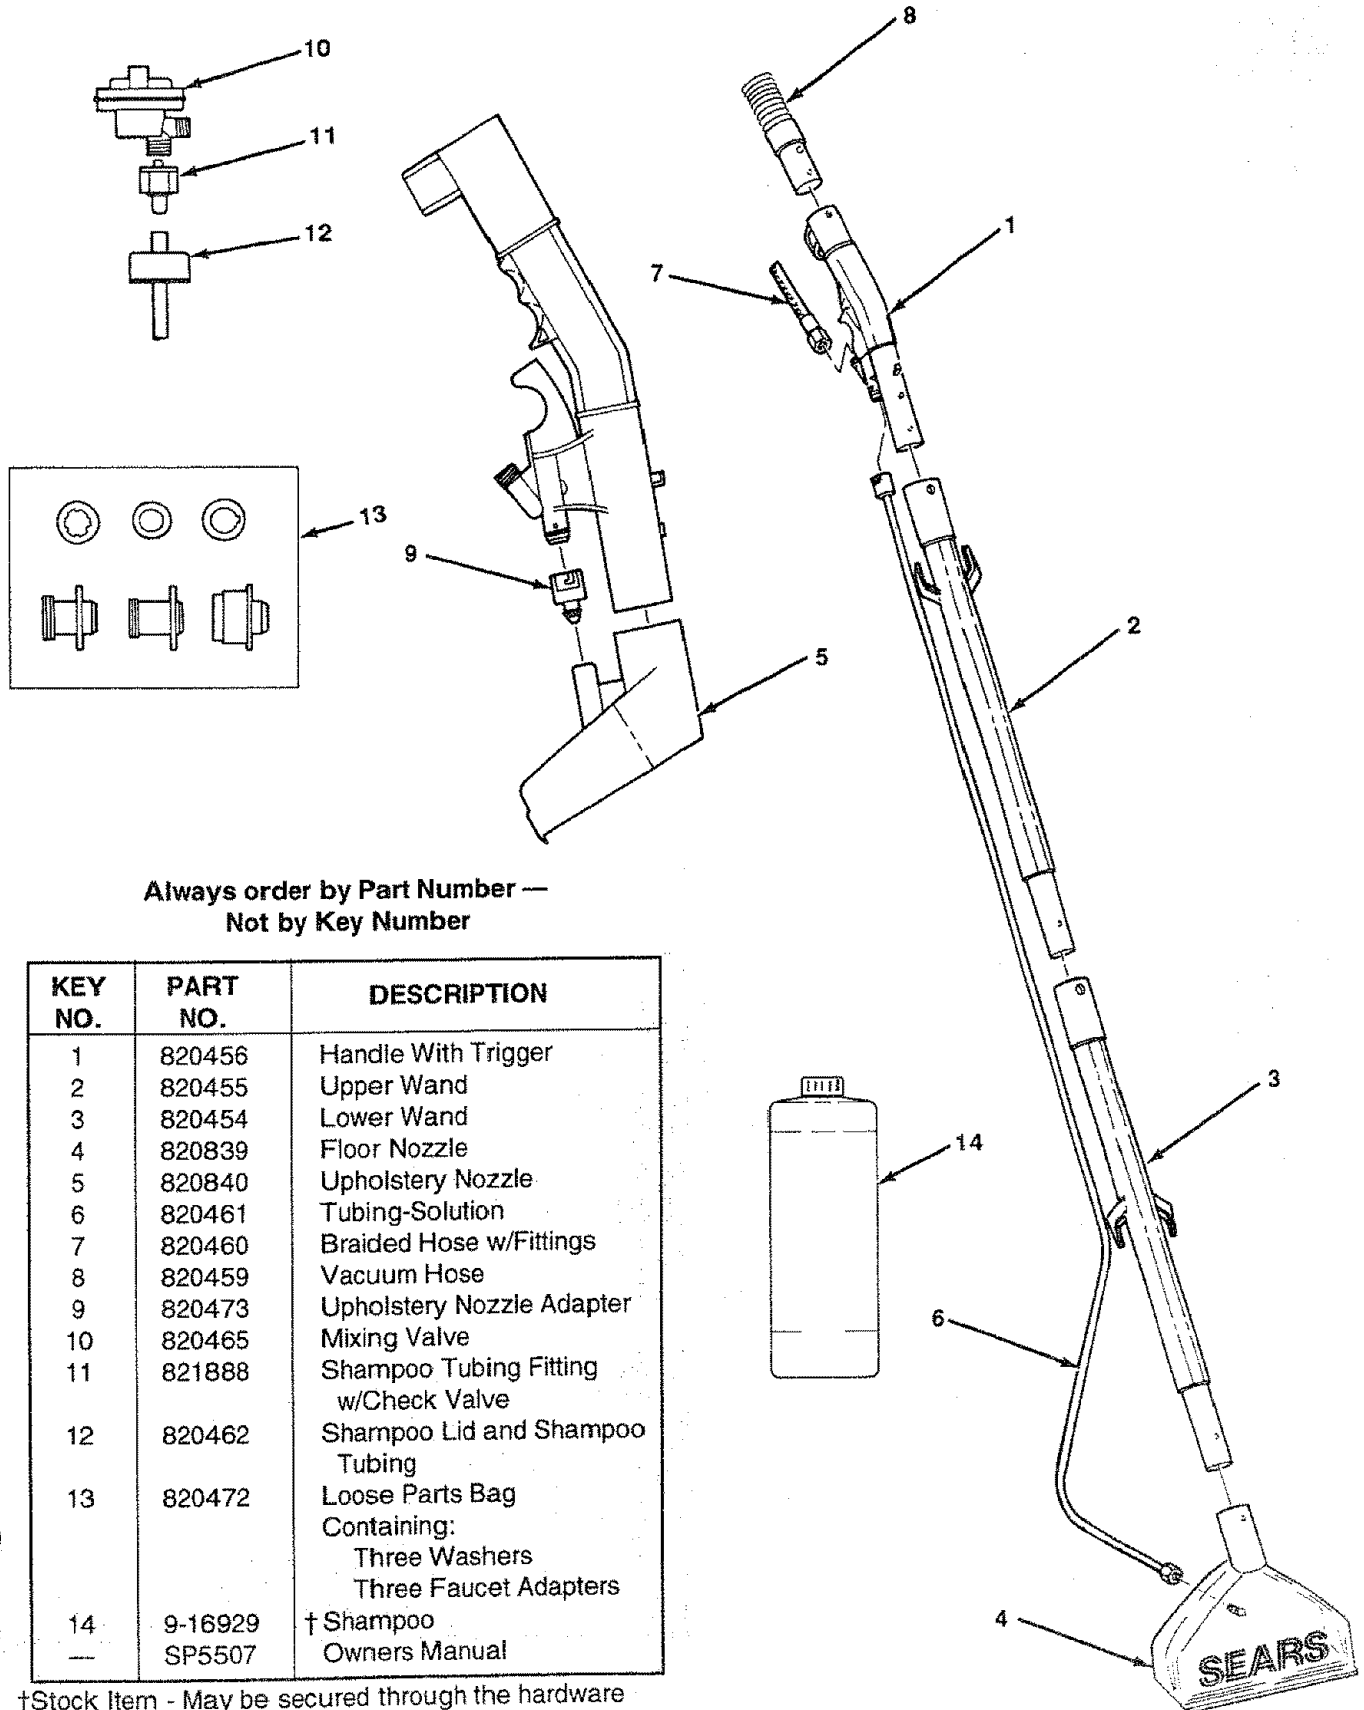 10
11
12
13
9
5
8
1
7
2
3
14
6
4
SEARS
Always order by Part Number —
Not by Key Number
KEY NO. PART NO. DESCRIPTION
1 820456 Handle With Trigger
2 820455 Upper Wand
3 820454 Lower Wand
4 820839 Floor Nozzle
5 820840 Upholstery Nozzle
6 820461 Tubing-Solution
7 820460 Braided Hose w/Fittings
8 820459 Vacuum Hose
9 820473 Upholstery Nozzle Adapter
10 820465 Mixing Valve
11 821888 Shampoo Tubing Fitting
w/Check Valve
12 820462 Shampoo Lid and Shampoo
Tubing
13 820472 Loose Parts Bag
Containing:
Three Washers
Three Faucet Adapters
14 9-16929 † Shampoo
— SP5507 Owners Manual
†Stock Item - May be secured through the hardware